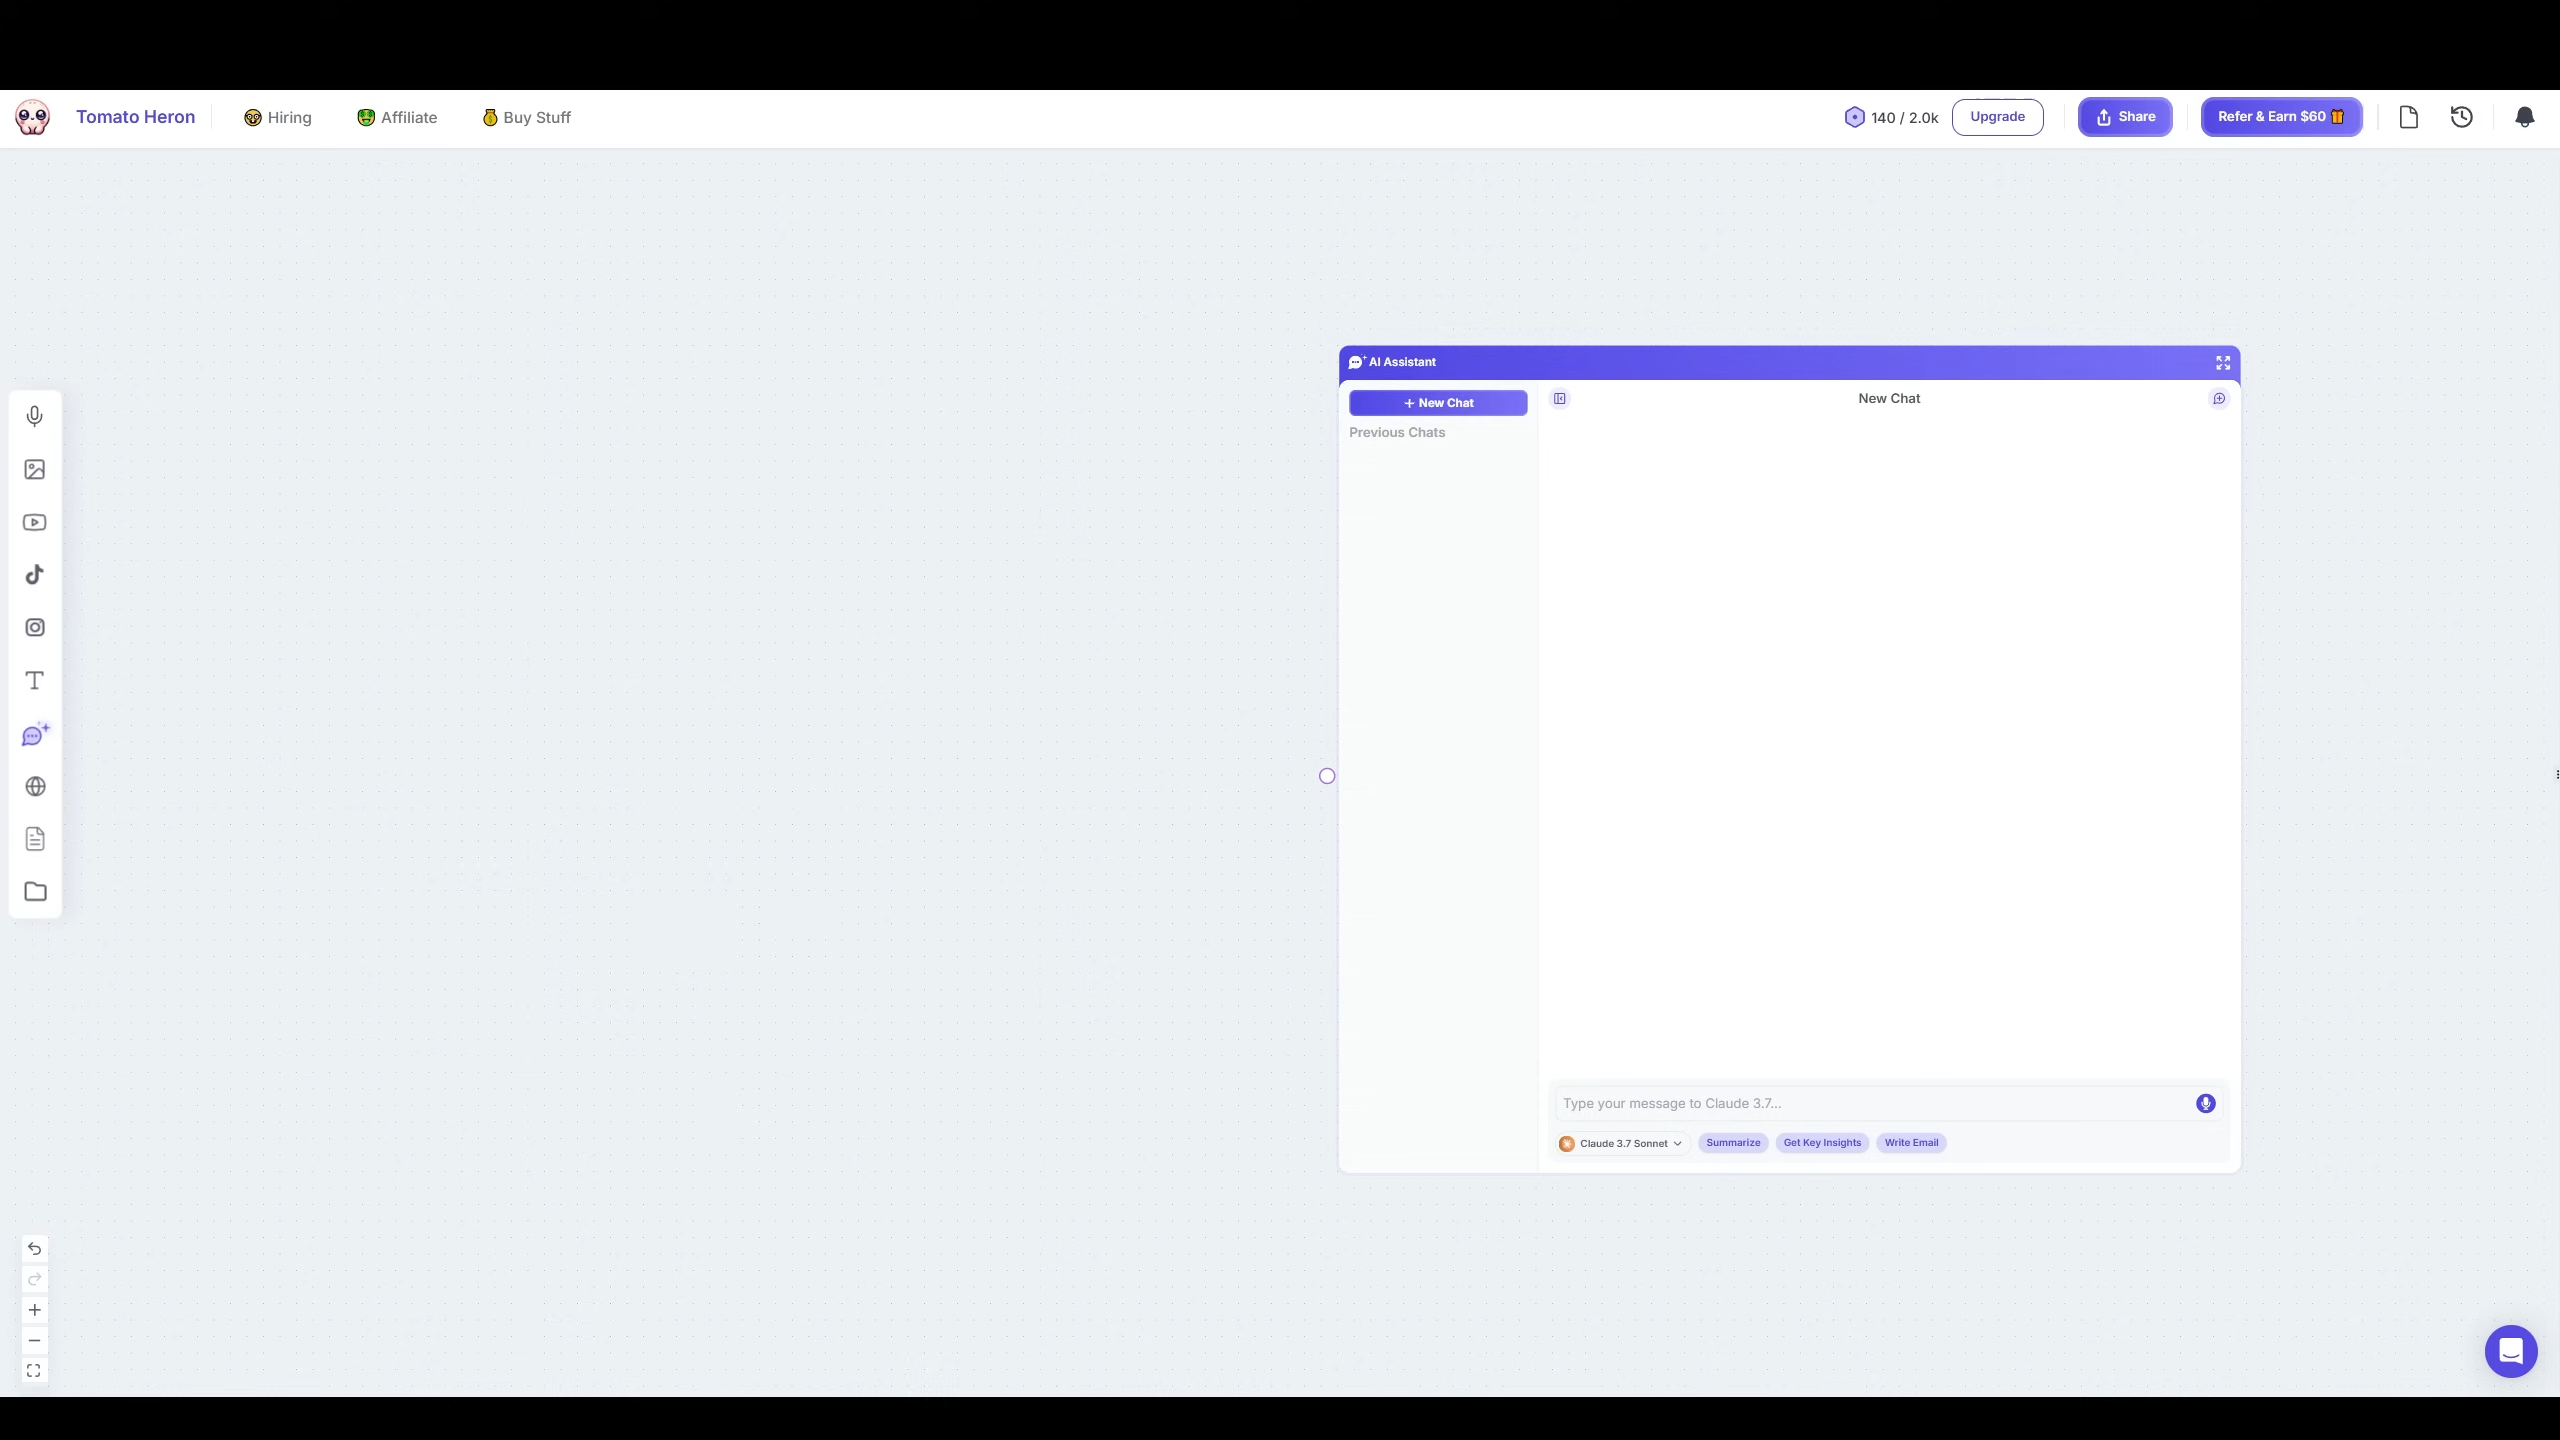 Tomato Heron
Hiring
Affiliate
Buy Stuff
140 / 2.0k
Upgrade
Share
Refer & Earn $60
AI Assistant
+ New Chat
New Chat
Previous Chats
Type your message to Claude 3.7...
Claude 3.7 Sonnet
Summarize
Get Key Insights
Write Email